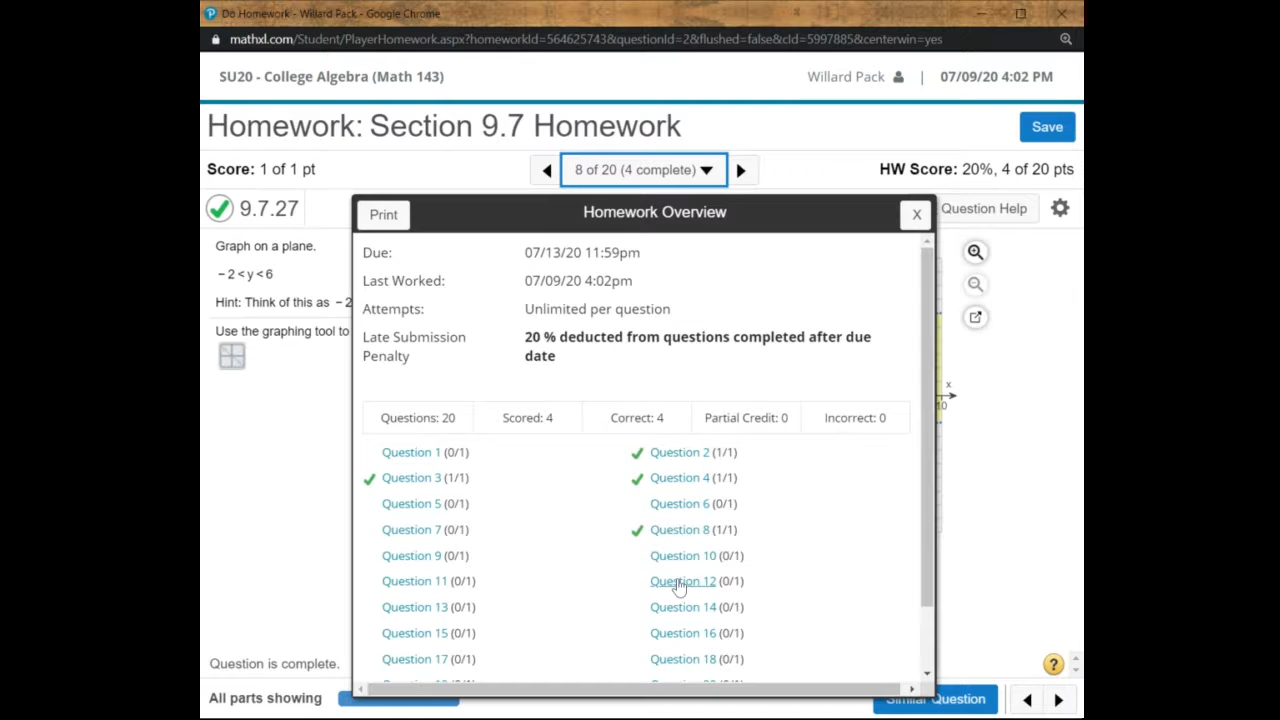 Do Homework - Willard Pack - Google Chrome
mathxl.com/Student/PlayerHomework.aspx?homeworkId=564625743&questionId=2&flushed=false&cId=5997885&centerwin=yes
SU20 - College Algebra (Math 143)
Willard Pack | 07/09/20 4:02 PM
Homework: Section 9.7 Homework
Save
Score: 1 of 1 pt
8 of 20 (4 complete)
HW Score: 20%, 4 of 20 pts
9.7.27
Print
Homework Overview
X
Question Help
Graph on a plane.
− 2 < y < 6
Hint: Think of this as − 2
Use the graphing tool to
Due: 07/13/20 11:59pm
Last Worked: 07/09/20 4:02pm
Attempts: Unlimited per question
Late Submission Penalty
20 % deducted from questions completed after due date
x
10
Questions: 20 Scored: 4 Correct: 4 Partial Credit: 0 Incorrect: 0
Question 1 (0/1) Question 2 (1/1)
Question 3 (1/1) Question 4 (1/1)
Question 5 (0/1) Question 6 (0/1)
Question 7 (0/1) Question 8 (1/1)
Question 9 (0/1) Question 10 (0/1)
Question 11 (0/1) Question 12 (0/1)
Question 13 (0/1) Question 14 (0/1)
Question 15 (0/1) Question 16 (0/1)
Question 17 (0/1) Question 18 (0/1)
Question is complete.
?
All parts showing
Similar Question